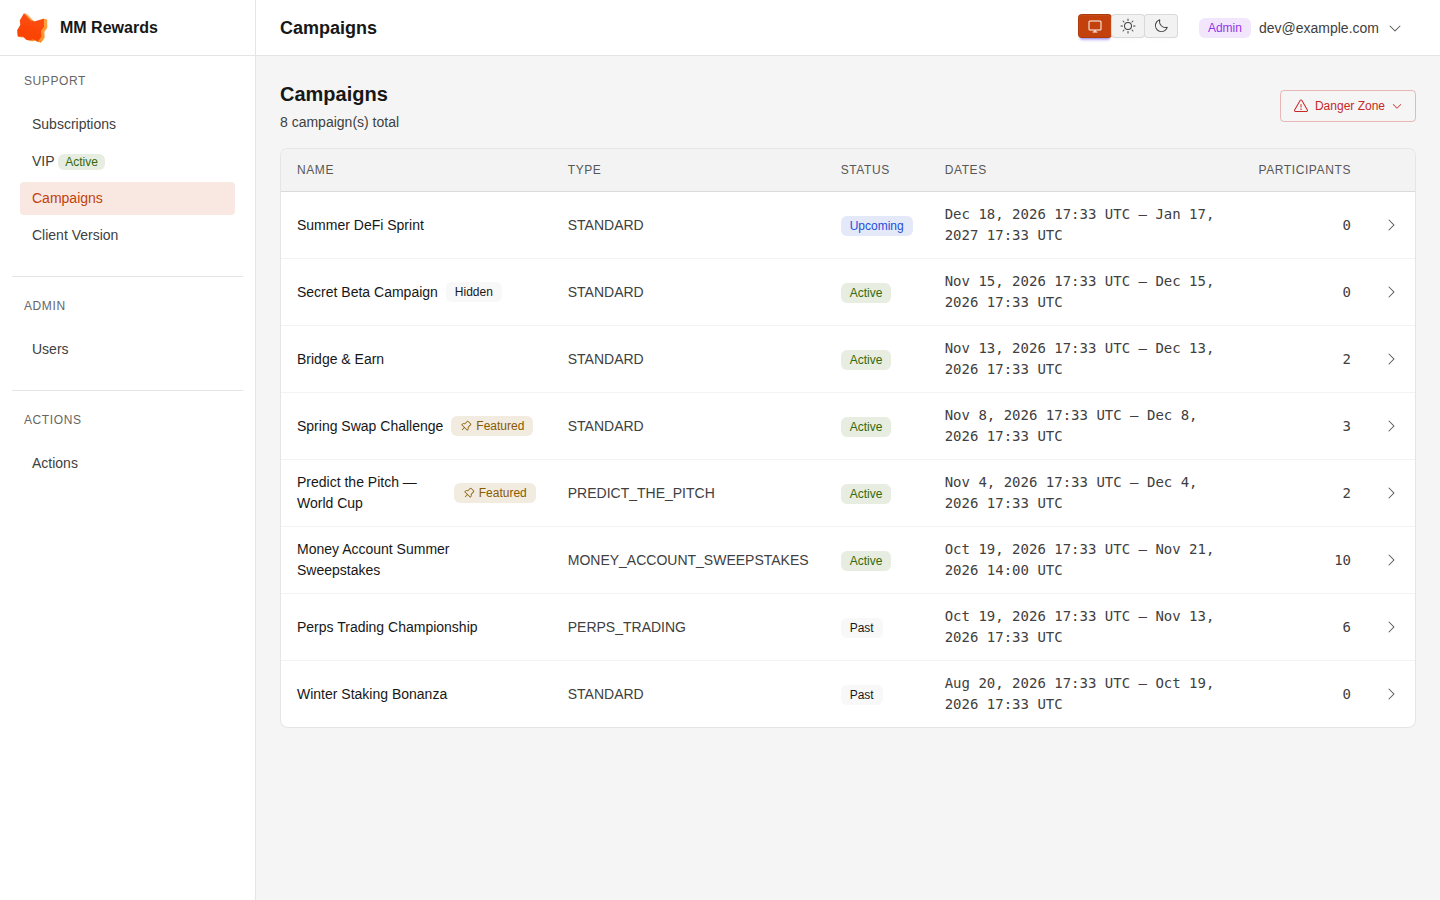 MM Rewards
Campaigns
Admin dev@example.com
SUPPORT
Subscriptions
VIP Active
Campaigns
Client Version
ADMIN
Users
ACTIONS
Actions
Campaigns
8 campaign(s) total
Danger Zone
NAME TYPE STATUS DATES PARTICIPANTS
Summer DeFi Sprint STANDARD Upcoming Dec 18, 2026 17:33 UTC — Jan 17,
2027 17:33 UTC 0
Secret Beta Campaign Hidden STANDARD Active Nov 15, 2026 17:33 UTC — Dec 15,
2026 17:33 UTC 0
Bridge & Earn STANDARD Active Nov 13, 2026 17:33 UTC — Dec 13,
2026 17:33 UTC 2
Spring Swap Challenge Featured STANDARD Active Nov 8, 2026 17:33 UTC — Dec 8,
2026 17:33 UTC 3
Predict the Pitch —
World Cup Featured PREDICT_THE_PITCH Active Nov 4, 2026 17:33 UTC — Dec 4,
2026 17:33 UTC 2
Money Account Summer
Sweepstakes MONEY_ACCOUNT_SWEEPSTAKES Active Oct 19, 2026 17:33 UTC — Nov 21,
2026 14:00 UTC 10
Perps Trading Championship PERPS_TRADING Past Oct 19, 2026 17:33 UTC — Nov 13,
2026 17:33 UTC 6
Winter Staking Bonanza STANDARD Past Aug 20, 2026 17:33 UTC — Oct 19,
2026 17:33 UTC 0